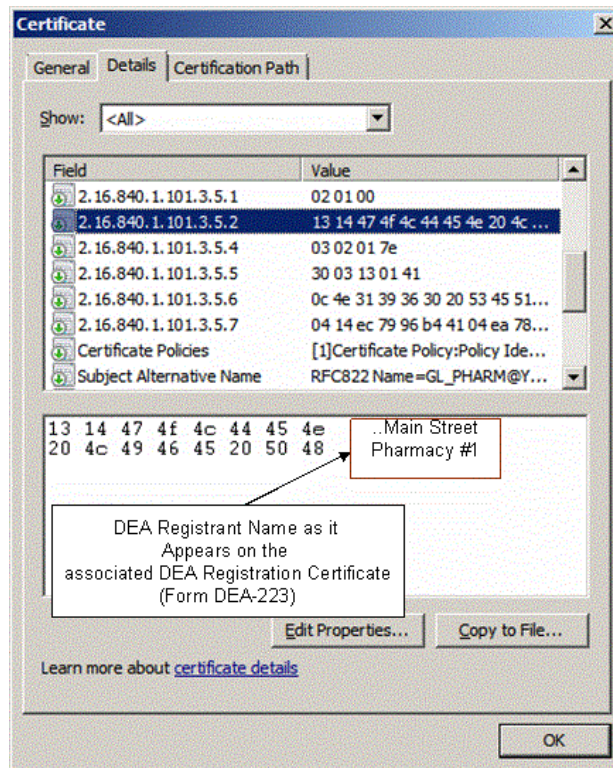 Certificate
General Details Certification Path
Show: <All>
Field Value
2.16.840.1.101.3.5.1 02 01 00
2.16.840.1.101.3.5.2 13 14 47 4f 4c 44 45 4e 20 4c ...
2.16.840.1.101.3.5.4 03 02 01 7e
2.16.840.1.101.3.5.5 30 03 13 01 41
2.16.840.1.101.3.5.6 0c 4e 31 39 36 30 20 53 45 51...
2.16.840.1.101.3.5.7 04 14 ec 79 96 b4 41 04 ea 78...
Certificate Policies [1]Certificate Policy:Policy Ide...
Subject Alternative Name RFC822 Name=GL_PHARM@Y...
13 14 47 4f 4c 44 45 4e ..Main Street
20 4c 49 46 45 20 50 48 Pharmacy #1
DEA Registrant Name as it
Appears on the
associated DEA Registration Certificate
(Form DEA-223)
Edit Properties... Copy to File...
Learn more about certificate details
OK